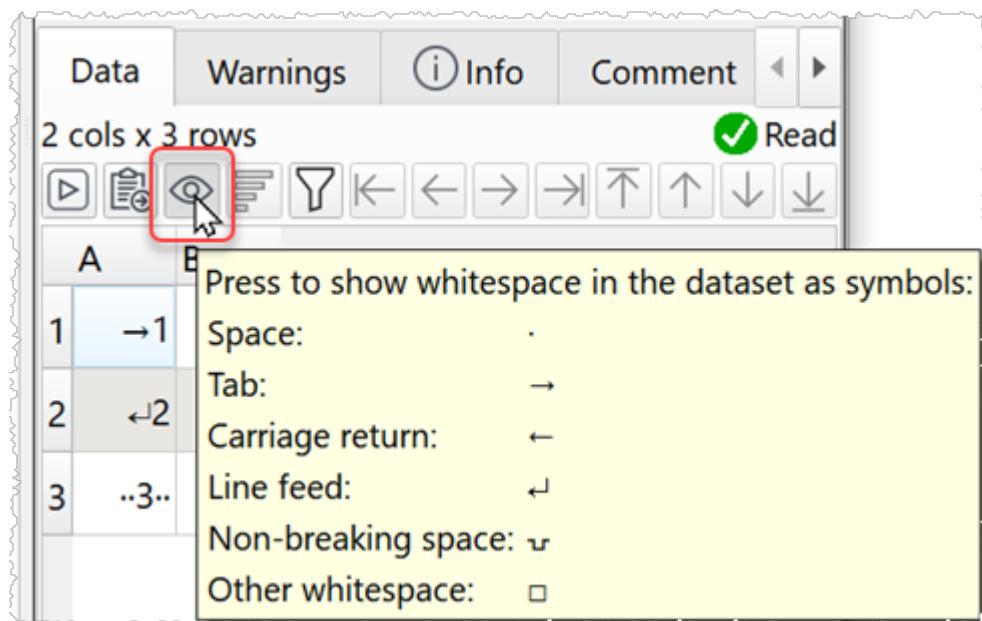 Data Warnings Info Comment
2 cols x 3 rows Read
A B
Press to show whitespace in the dataset as symbols:
1 →1
Space: ·
Tab: →
2 ↵2
Carriage return: ←
Line feed: ↵
3 ··3··
Non-breaking space: ⺶
Other whitespace: □